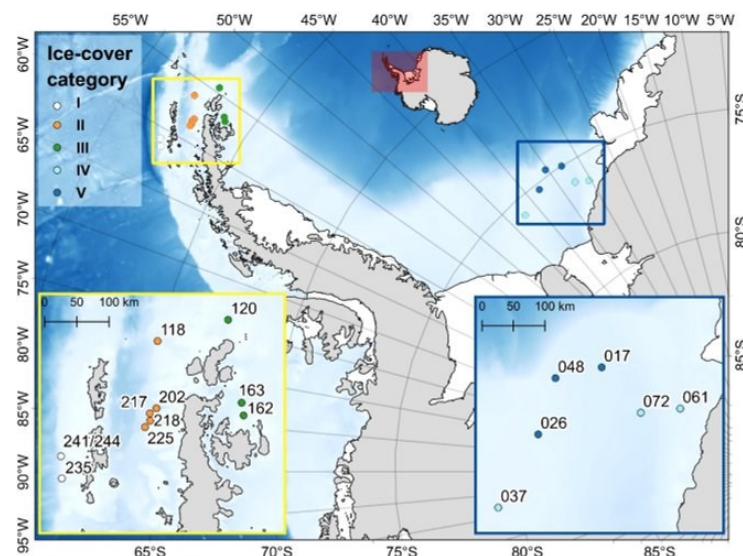 55°W 50°W 45°W 40°W 35°W 30°W 25°W 20°W 15°W 10°W 5°W
60°W
65°W
70°W
75°W
80°W
85°W
90°W
95°W
Ice-cover
category
I
II
III
IV
V
75°S
80°S
85°S
0 50 100 km
120
118
163
162
217 202
218
225
241/244
235
0 50 100 km
048 017
072 061
026
037
65°S 70°S 75°S 80°S 85°S